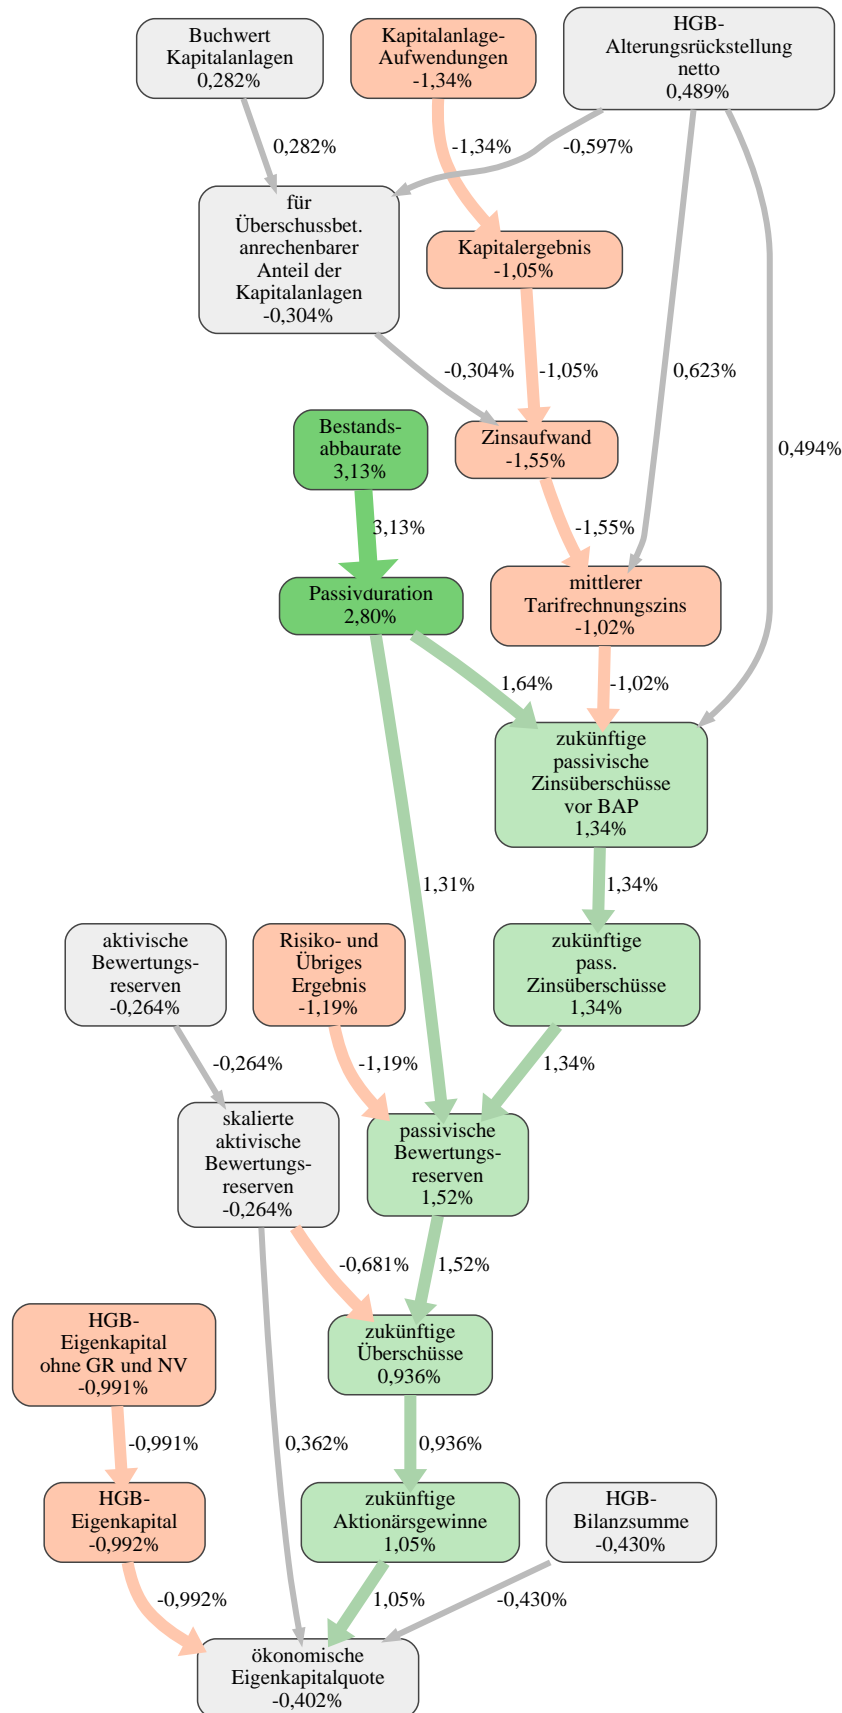 Buchwert
Kapitalanlagen
0,282%
Kapitalanlage-
Aufwendungen
-1,34%
HGB-
Alterungsrückstellung
netto
0,489%
0,282%
-1,34%
-0,597%
für
Überschussbet.
anrechenbarer
Anteil der
Kapitalanlagen
-0,304%
Kapitalergebnis
-1,05%
-0,304%
-1,05%
0,623%
0,494%
Bestands-
abbaurate
3,13%
Zinsaufwand
-1,55%
3,13%
-1,55%
Passivduration
2,80%
mittlerer
Tarifrechnungszins
-1,02%
1,64%
-1,02%
zukünftige
passivische
Zinsüberschüsse
vor BAP
1,34%
1,31%
1,34%
aktivische
Bewertungs-
reserven
-0,264%
Risiko- und
Übriges
Ergebnis
-1,19%
zukünftige
pass.
Zinsüberschüsse
1,34%
-0,264%
-1,19%
1,34%
skalierte
aktivische
Bewertungs-
reserven
-0,264%
passivische
Bewertungs-
reserven
1,52%
-0,681%
1,52%
HGB-
Eigenkapital
ohne GR und NV
-0,991%
zukünftige
Überschüsse
0,936%
-0,991%
0,362%
0,936%
HGB-
Eigenkapital
-0,992%
zukünftige
Aktionärsgewinne
1,05%
HGB-
Bilanzsumme
-0,430%
-0,992%
1,05%
-0,430%
ökonomische
Eigenkapitalquote
-0,402%